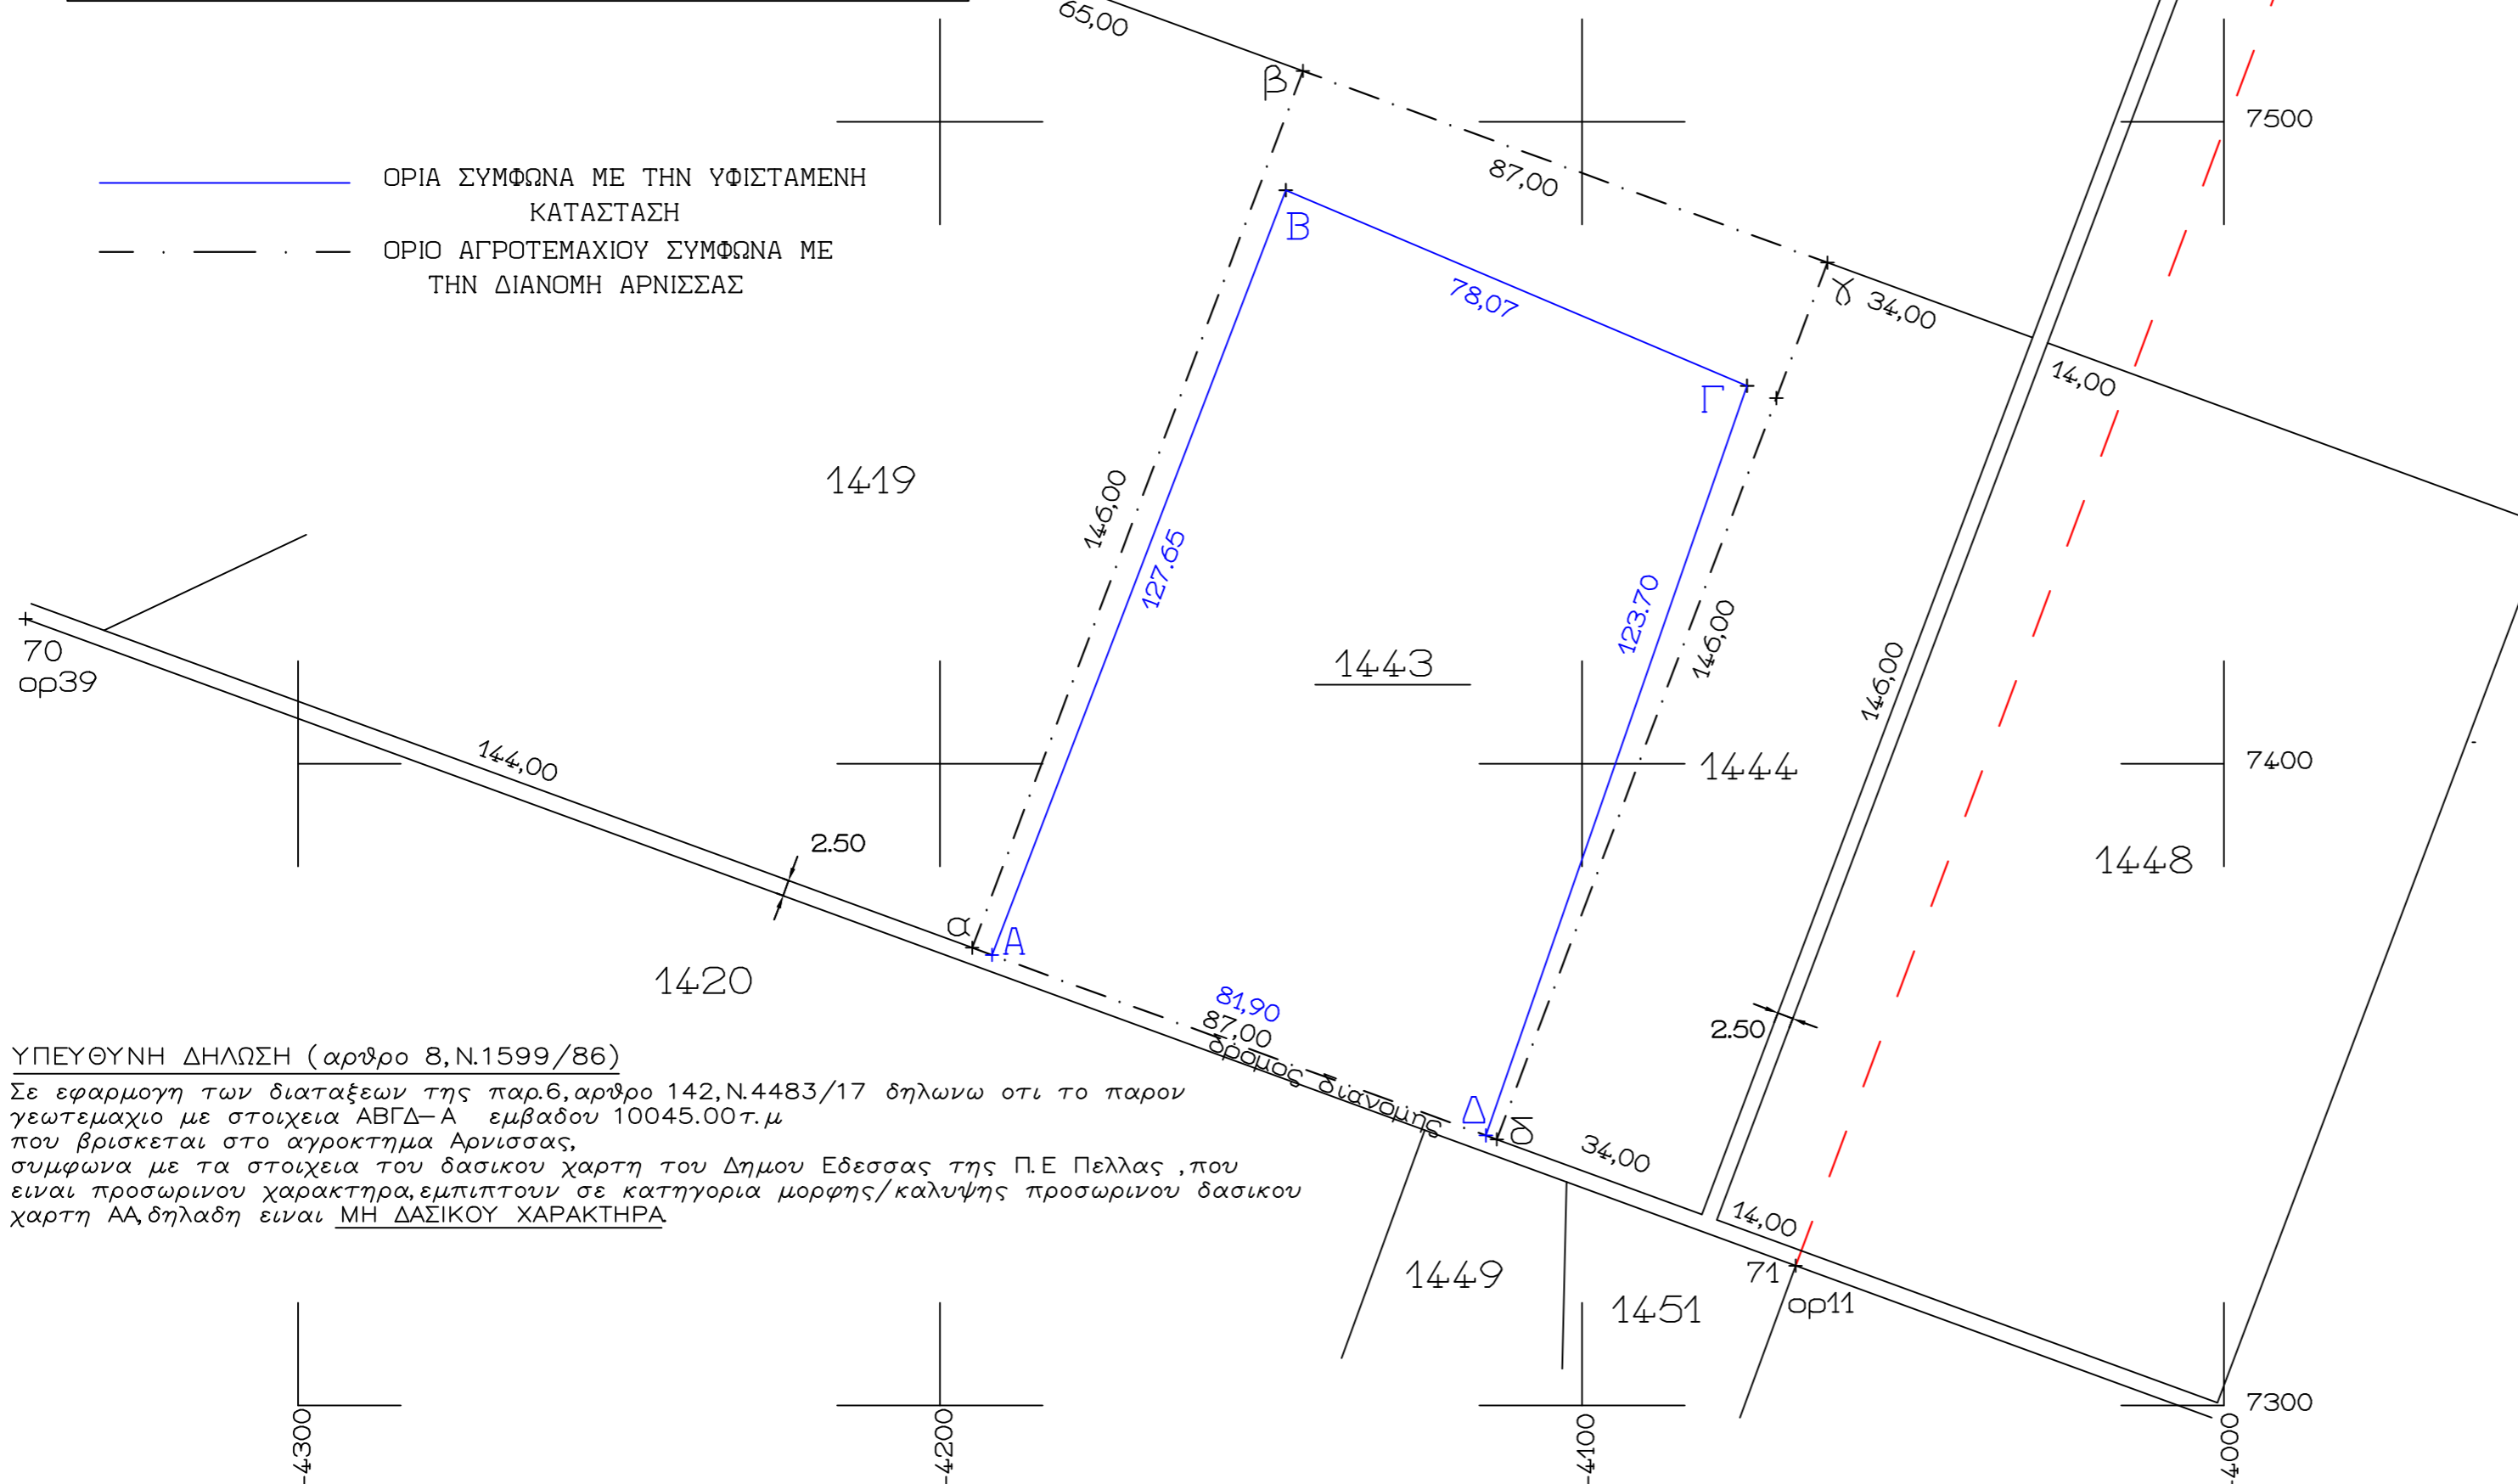 65,00
β
7500
87,00
ΟΡΙΑ ΣΥΜΦΩΝΑ ΜΕ ΤΗΝ ΥΦΙΣΤΑΜΕΝΗ
ΚΑΤΑΣΤΑΣΗ
Β
ΟΡΙΟ ΑΓΡΟΤΕΜΑΧΙΟΥ ΣΥΜΦΩΝΑ ΜΕ
ΤΗΝ ΔΙΑΝΟΜΗ ΑΡΝΙΣΣΑΣ
78,07
γ
34,00
14,00
Γ
1419
146,00
127.65
123.70
146,00
70
ορ39
1443
146,00
144,00
1444
7400
2.50
1448
α
Α
1420
81,90
87,00
δρομος διανομης
2.50
Δ
δ
34,00
ΥΠΕΥΘΥΝΗ ΔΗΛΩΣΗ (αρθρο 8,Ν.1599/86)
Σε εφαρμογη των διαταξεων της παρ.6,αρθρο 142,Ν.4483/17 δηλωνω οτι το παρον
γεωτεμαχιο με στοιχεια ΑΒΓΔ-Α εμβαδου 10045.00τ.μ
που βρισκεται στο αγροκτημα Αρνισσας,
συμφωνα με τα στοιχεια του δασικου χαρτη του Δημου Εδεσσας της Π.Ε Πελλας ,που
ειναι προσωρινου χαρακτηρα,εμπιπτουν σε κατηγορια μορφης/καλυψης προσωρινου δασικου
χαρτη ΑΑ,δηλαδη ειναι ΜΗ ΔΑΣΙΚΟΥ ΧΑΡΑΚΤΗΡΑ.
14,00
1449
71
ορ11
1451
7300
-4300
-4200
-4100
-4000